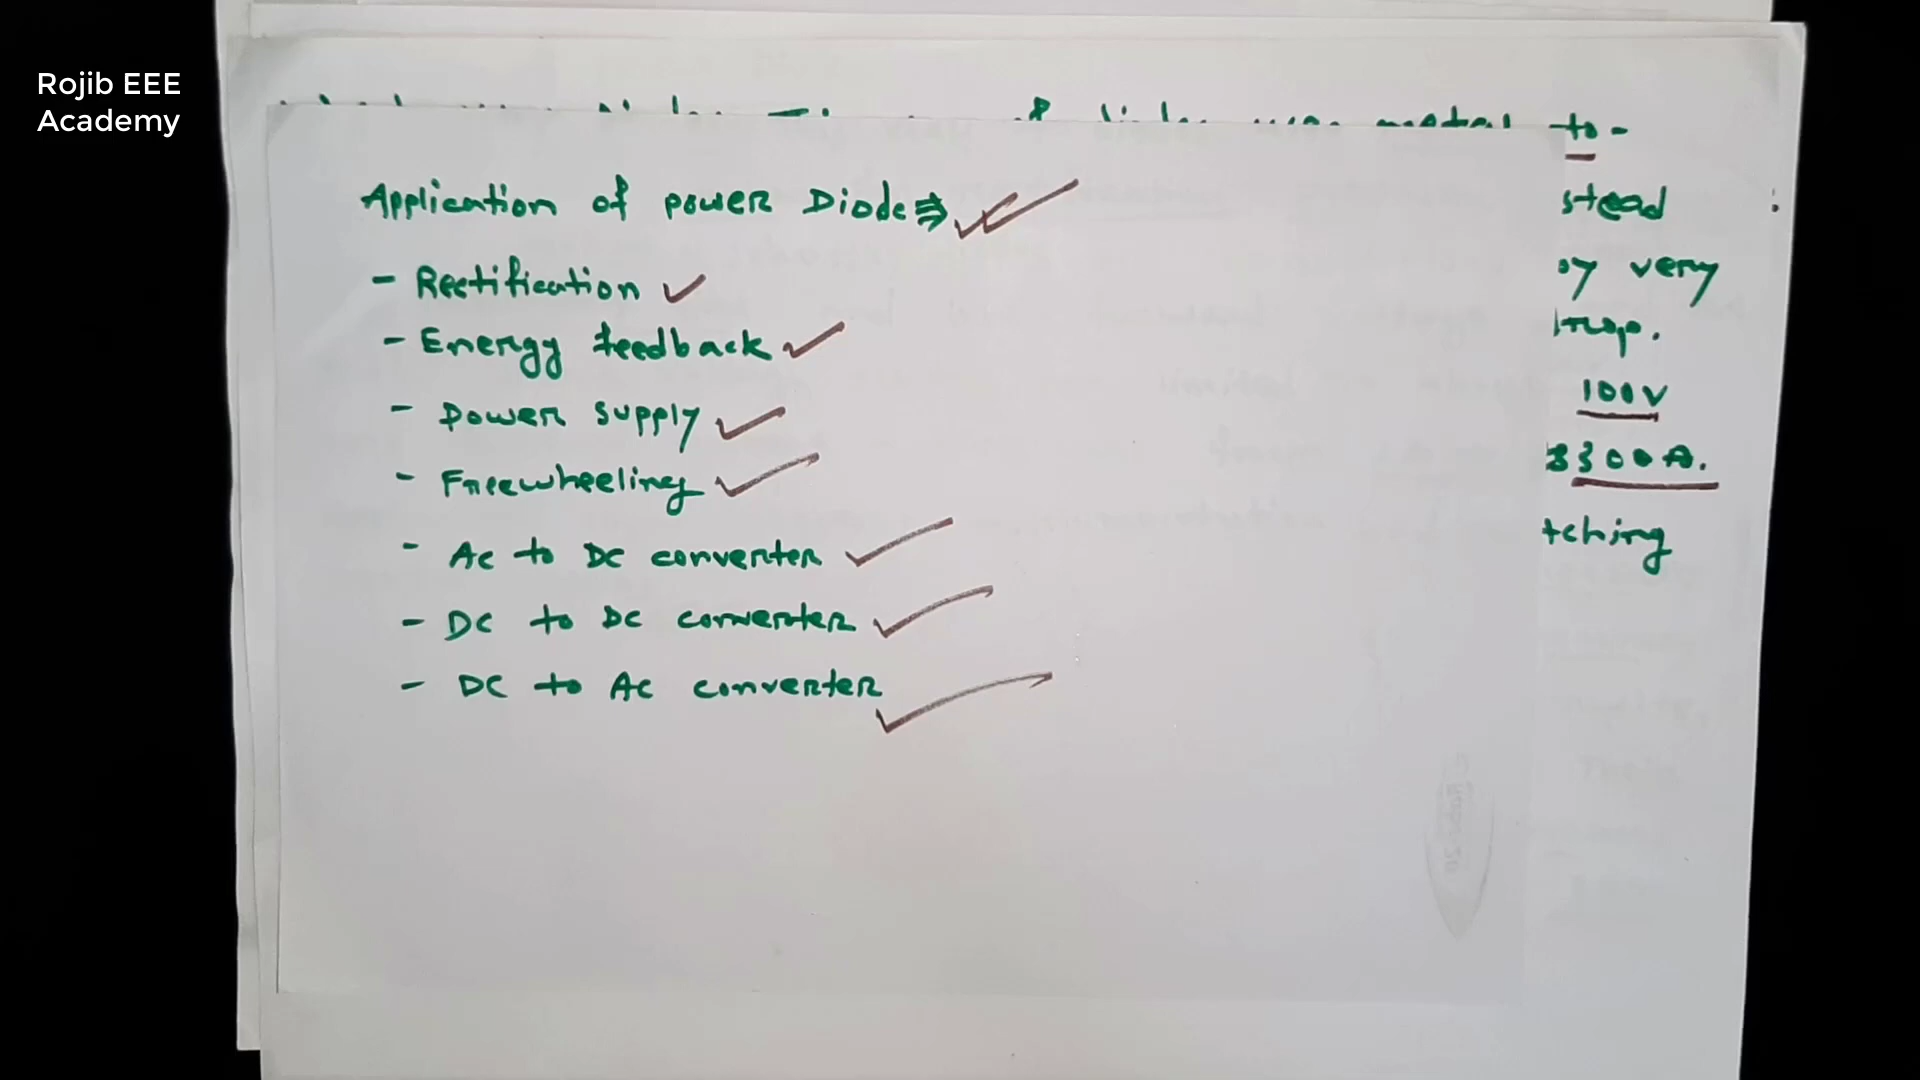 Rojib EEE
Academy
to-
Application of power Diode⇒
stead
- Rectification
very
- Energy feedback
- Power supply
100V
- Freewheeling
3300A.
- Ac to DC converter
tching
- DC to DC converter
- DC to AC converter